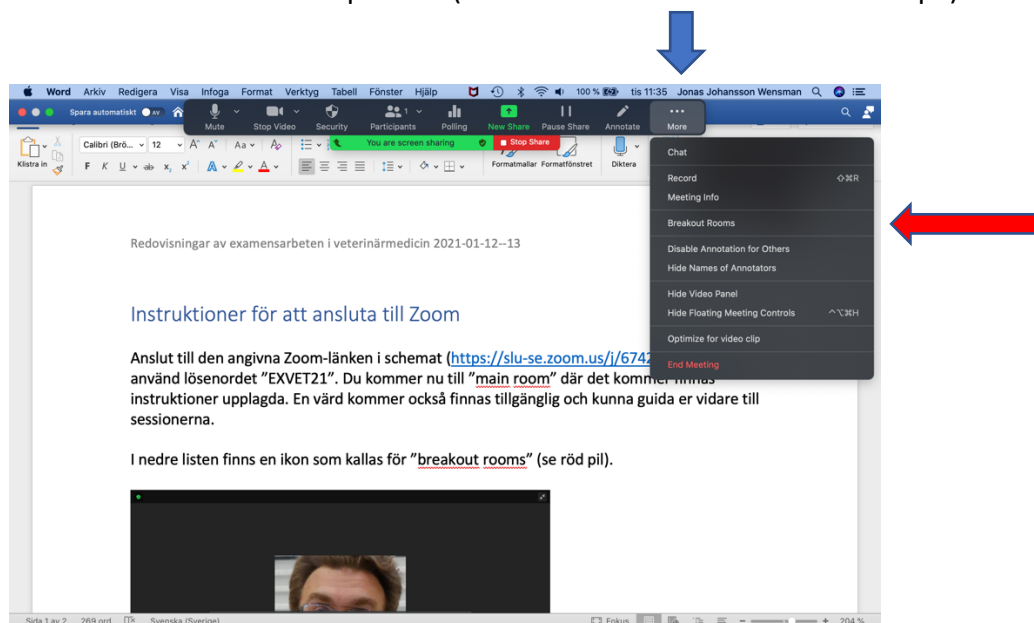 Word Arkiv Redigera Visa Infoga Format Verktyg Tabell Fönster Hjälp 100 % tis 11:35 Jonas Johansson Wensman
Spara automatiskt AV
Mute Stop Video Security Participants 1 Polling New Share Pause Share Annotate More
You are screen sharing Stop Share
Calibri (Brö... 12 A A Aa A
Klistra in F K U ab x, x² A A Formatmallar Formatfönstret Diktera
Chat
Record ⇧⌘R
Meeting Info
Breakout Rooms
Disable Annotation for Others
Hide Names of Annotators
Hide Video Panel
Hide Floating Meeting Controls ^⌥⌘H
Optimize for video clip
End Meeting
Redovisningar av examensarbeten i veterinärmedicin 2021-01-12--13
Instruktioner för att ansluta till Zoom
Anslut till den angivna Zoom-länken i schemat (https://slu-se.zoom.us/j/6742
använd lösenordet ”EXVET21”. Du kommer nu till ”main room” där det kommer finnas
instruktioner upplagda. En värd kommer också finnas tillgänglig och kunna guida er vidare till
sessionerna.
I nedre listen finns en ikon som kallas för ”breakout rooms” (se röd pil).
Sida 1 av 2 269 ord Svenska (Sverige) Fokus 204 %